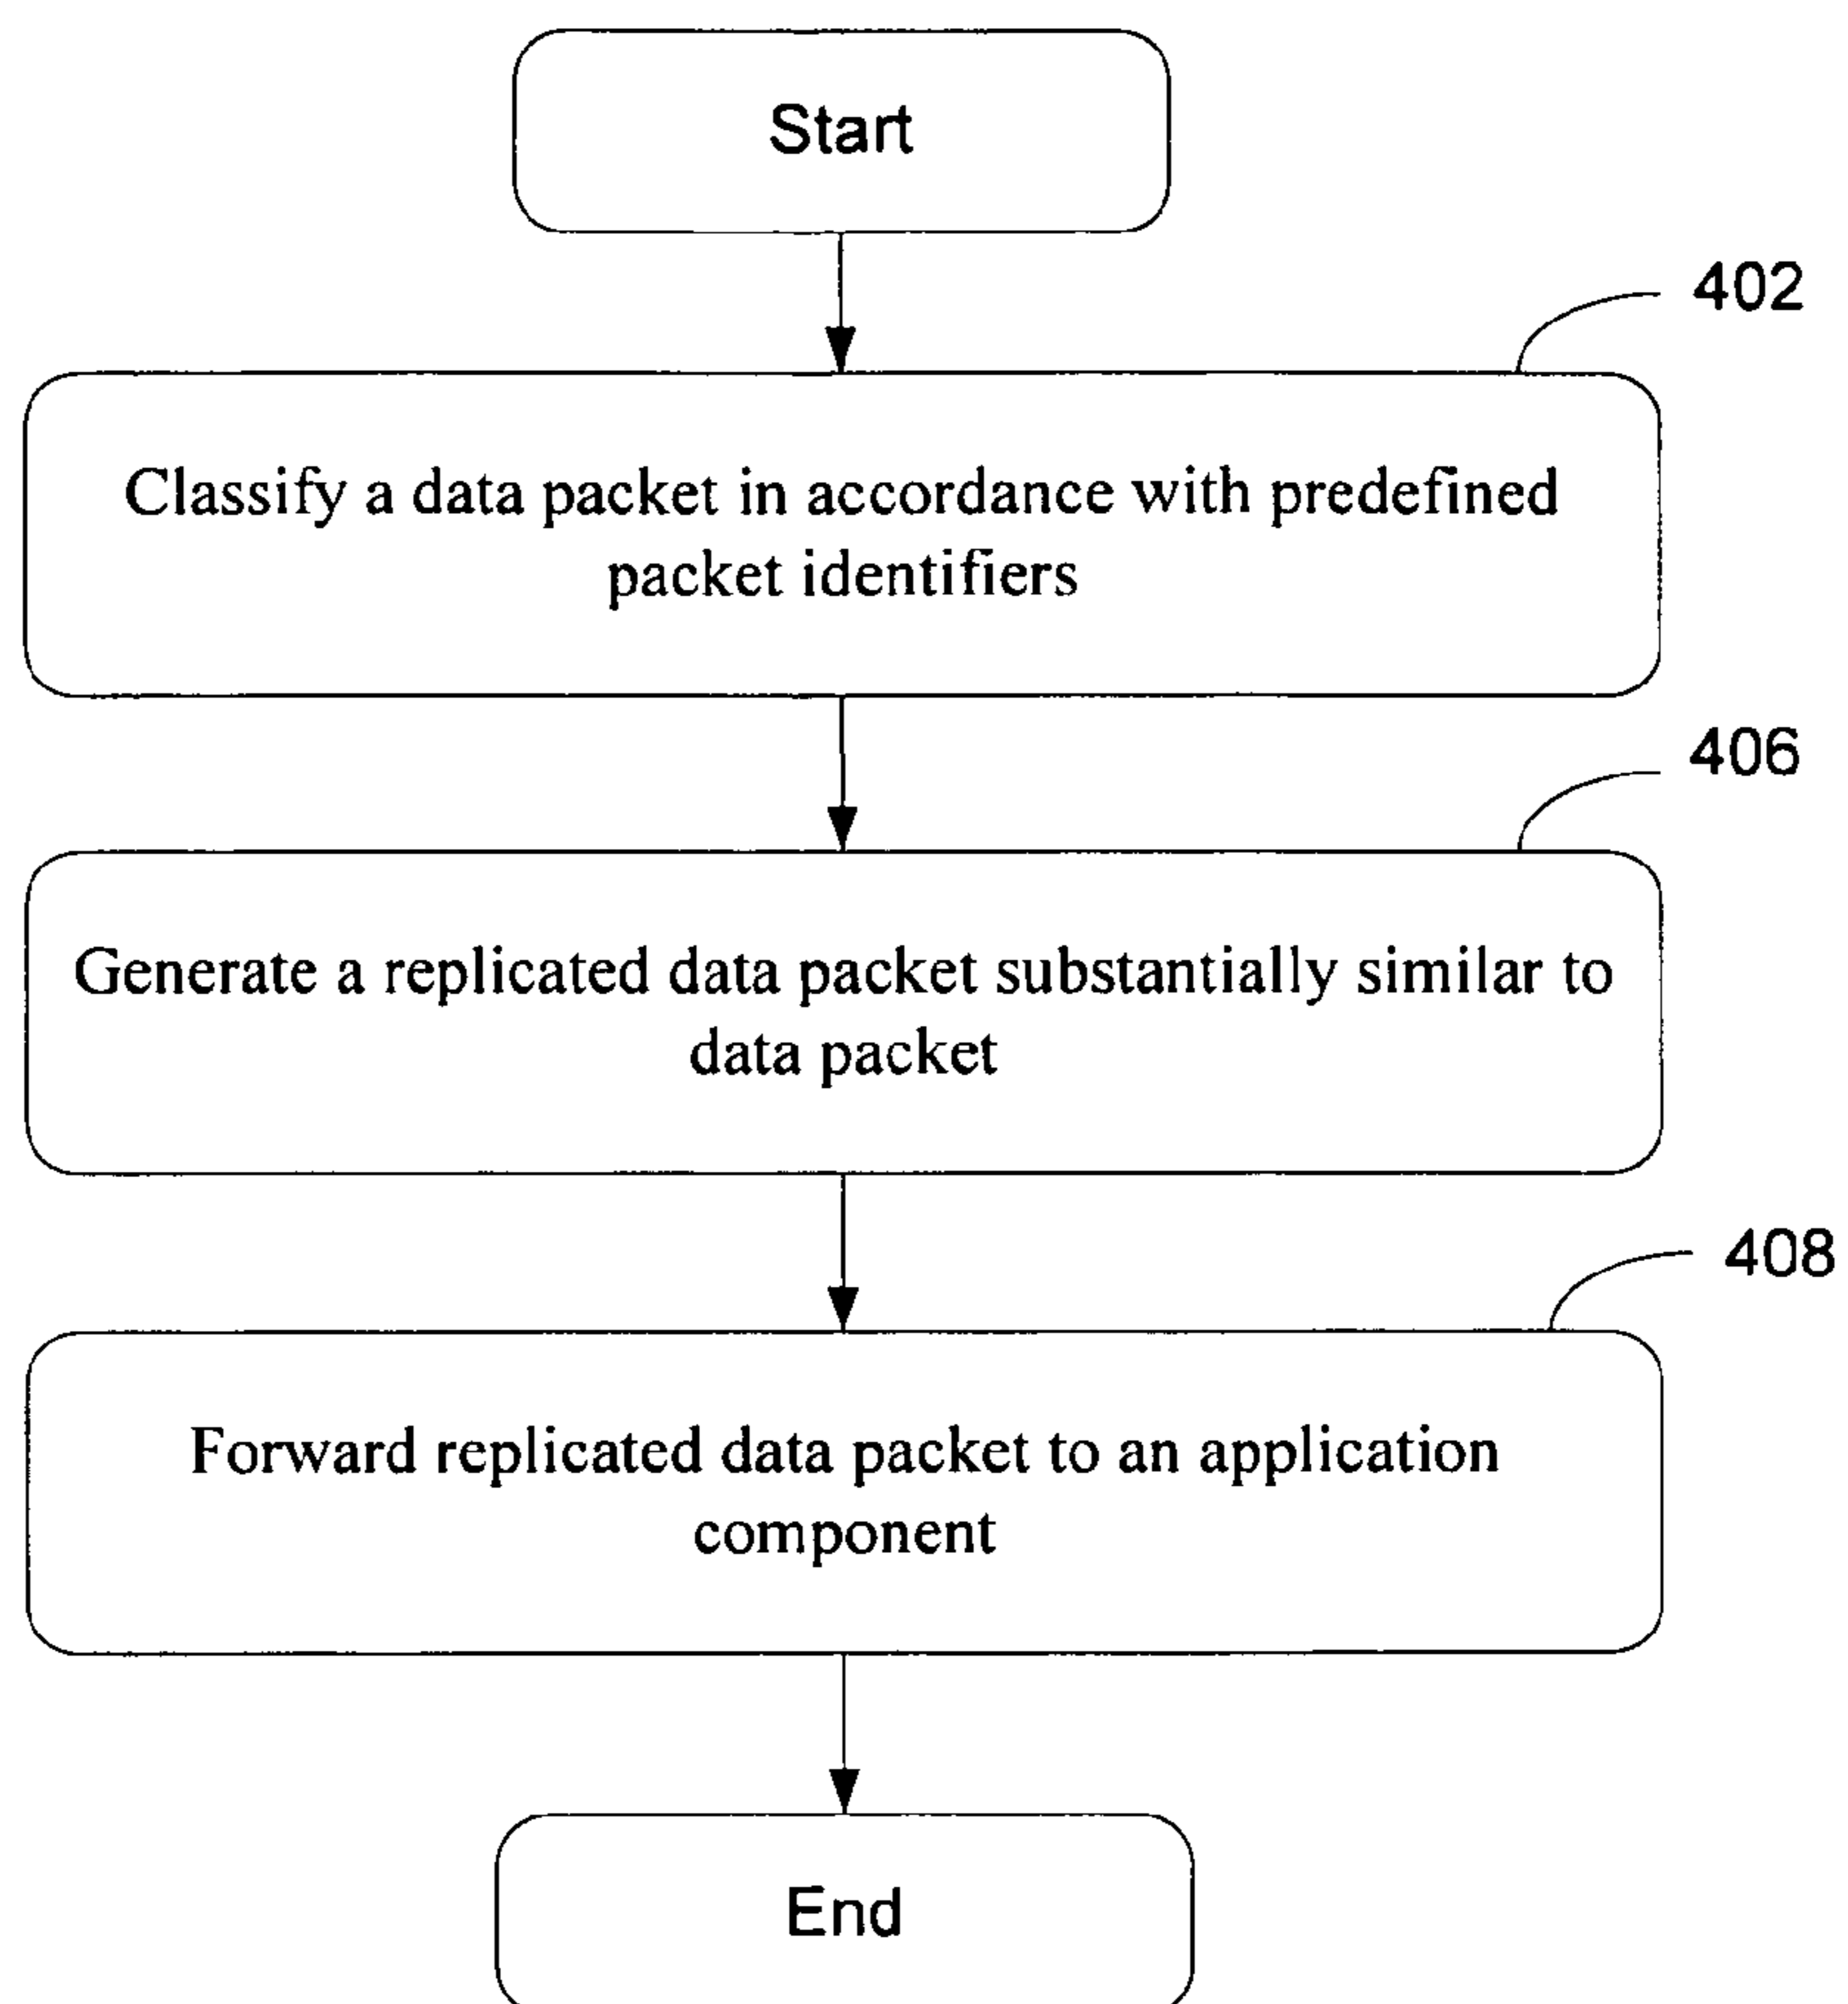 Start
402
Classify a data packet in accordance with predefined
packet identifiers
406
Generate a replicated data packet substantially similar to
data packet
408
Forward replicated data packet to an application
component
End